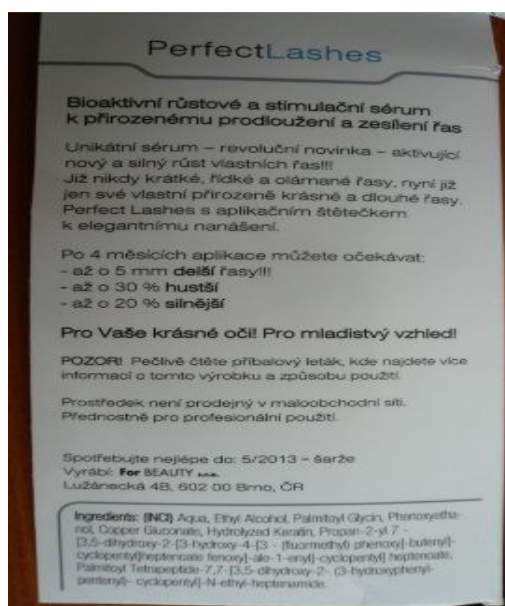 PerfectLashes
Bioaktivní růstové a stimulační sérum
k přirozenému prodloužení a zesílení řas
Unikátní sérum – revoluční novinka – aktivující
nový a silný růst vlastních řas!!!
Již nikdy krátké, řídké a olámané řasy, nyní již
jen své vlastní přirozeně krásné a dlouhé řasy.
Perfect Lashes s aplikačním štětečkem
k elegantnímu nanášení.
Po 4 měsících aplikace můžete očekávat:
- až o 5 mm delší řasy!!!
- až o 30 % hustší
- až o 20 % silnější
Pro Vaše krásné oči! Pro mladistvý vzhled!
POZOR! Pečlivě čtěte příbalový leták, kde najdete více
informací o tomto výrobku a způsobu použití.
Prostředek není prodejný v maloobchodní síti.
Přednostně pro profesionální použití.
Spotřebujte nejlépe do: 5/2013 – šarže
Vyrábí: For BEAUTY s.r.o.
Lužánecká 4B, 602 00 Brno, ČR
Ingredients: (INCI) Aqua, Ethyl Alcohol, Palmitoyl Glycin, Phenoxyetha-
nol, Copper Gluconate, Hydrolyzed Keratin, Propan-2-yl 7 -
[3,5-dihydroxy-2-[3-hydroxy-4-[3 - (fluormethyl) phenoxy]-butenyl]-
cyclopentyl]heptencate fenoxy]-ale-1-enyl]-cyclopentyl] heptenoate,
Palmitoyl Tetrapeptide-7,7-[3,5-dihydroxy-2- (3-hydroxyphenyl-
pentenyl)- cyclopentyl]-N-ethyl-heptenamide.